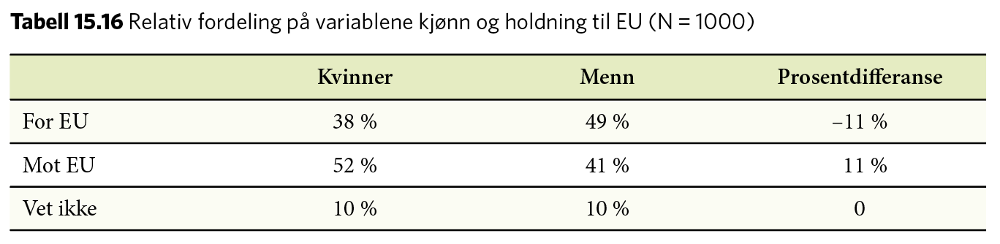 Tabell 15.16 Relativ fordeling på variablene kjønn og holdning til EU (N = 1000)
Kvinner Menn Prosentdifferanse
For EU 38 % 49 % –11 %
Mot EU 52 % 41 % 11 %
Vet ikke 10 % 10 % 0